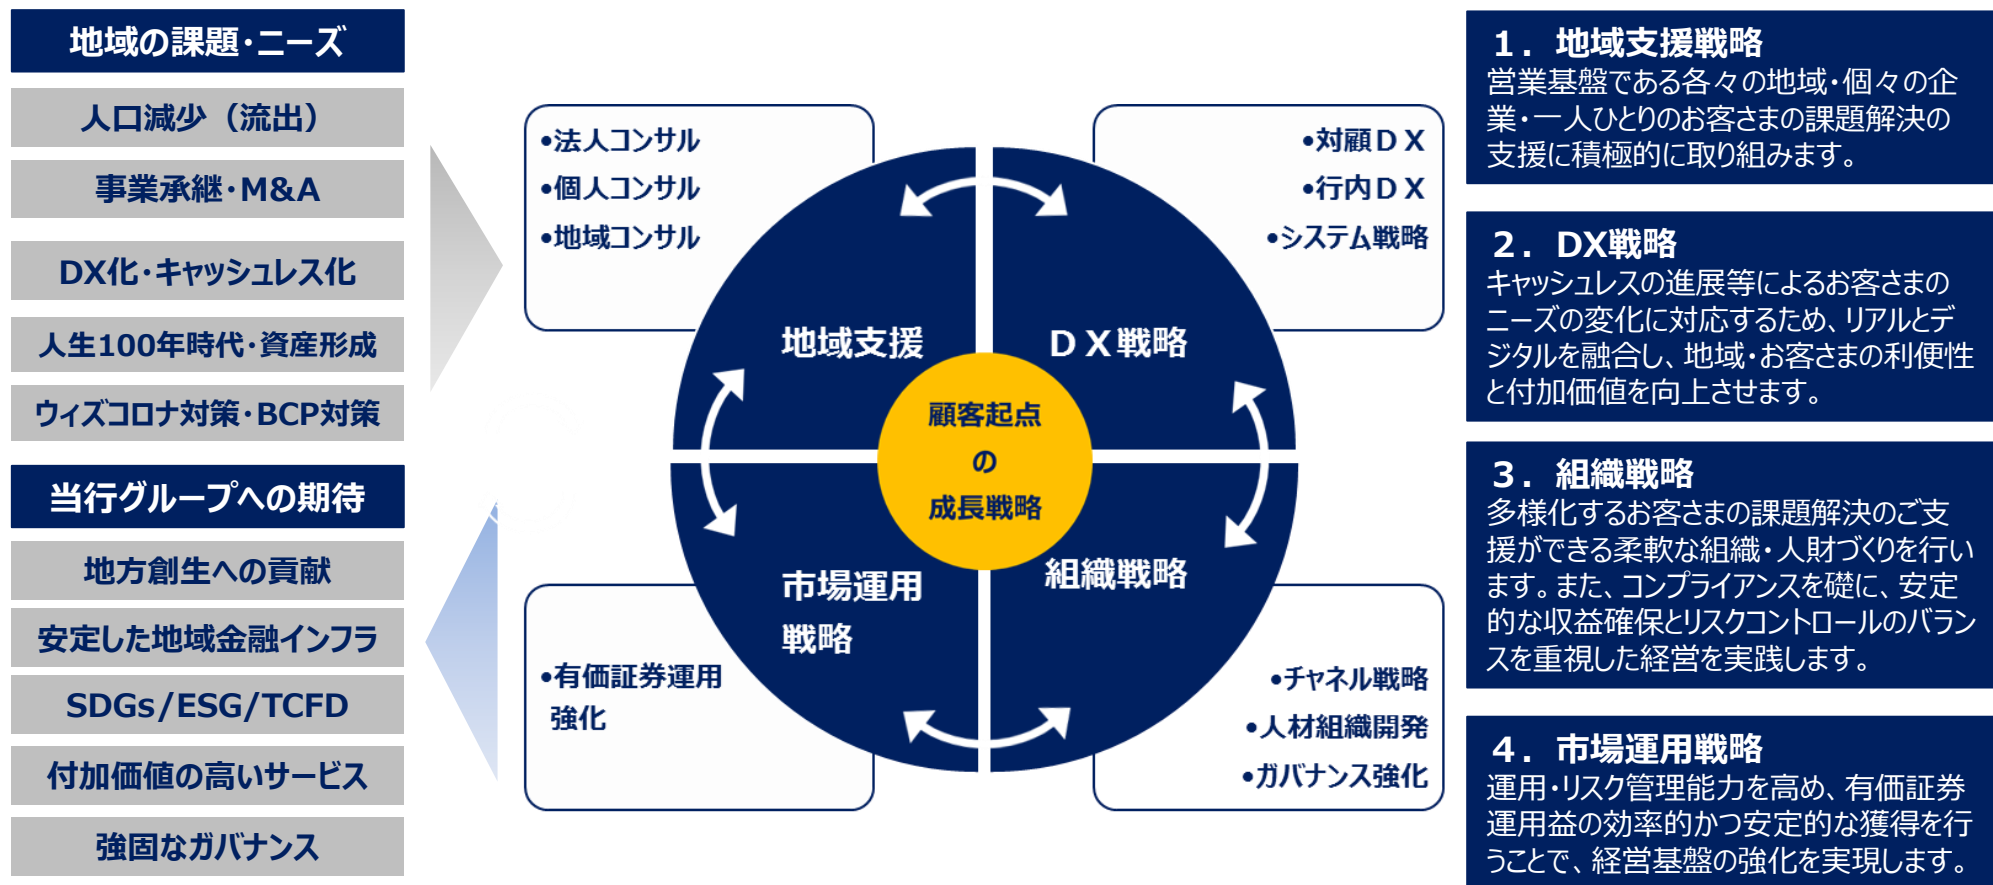 地域の課題・ニーズ
人口減少（流出）
事業承継・M&A
DX化・キャッシュレス化
人生100年時代・資産形成
ウィズコロナ対策・BCP対策
当行グループへの期待
地方創生への貢献
安定した地域金融インフラ
SDGs/ESG/TCFD
付加価値の高いサービス
強固なガバナンス
•法人コンサル
•個人コンサル
•地域コンサル
•対顧ＤＸ
•行内ＤＸ
•システム戦略
地域支援
ＤＸ戦略
顧客起点
の
成長戦略
市場運用
戦略
組織戦略
•有価証券運用
強化
•チャネル戦略
•人材組織開発
•ガバナンス強化
１．地域支援戦略
営業基盤である各々の地域・個々の企
業・一人ひとりのお客さまの課題解決の
支援に積極的に取り組みます。
２．DX戦略
キャッシュレスの進展等によるお客さまの
ニーズの変化に対応するため、リアルとデ
ジタルを融合し、地域・お客さまの利便性
と付加価値を向上させます。
３．組織戦略
多様化するお客さまの課題解決のご支
援ができる柔軟な組織・人財づくりを行い
ます。また、コンプライアンスを礎に、安定
的な収益確保とリスクコントロールのバラン
スを重視した経営を実践します。
４．市場運用戦略
運用・リスク管理能力を高め、有価証券
運用益の効率的かつ安定的な獲得を行
うことで、経営基盤の強化を実現します。